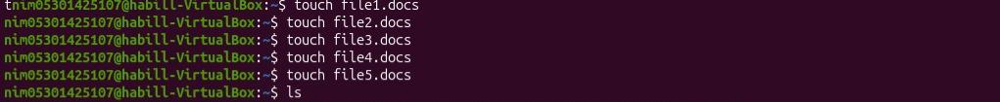 tnim05301425107@habill-VirtualBox:~$ touch file1.docs
nim05301425107@habill-VirtualBox:~$ touch file2.docs
nim05301425107@habill-VirtualBox:~$ touch file3.docs
nim05301425107@habill-VirtualBox:~$ touch file4.docs
nim05301425107@habill-VirtualBox:~$ touch file5.docs
nim05301425107@habill-VirtualBox:~$ ls